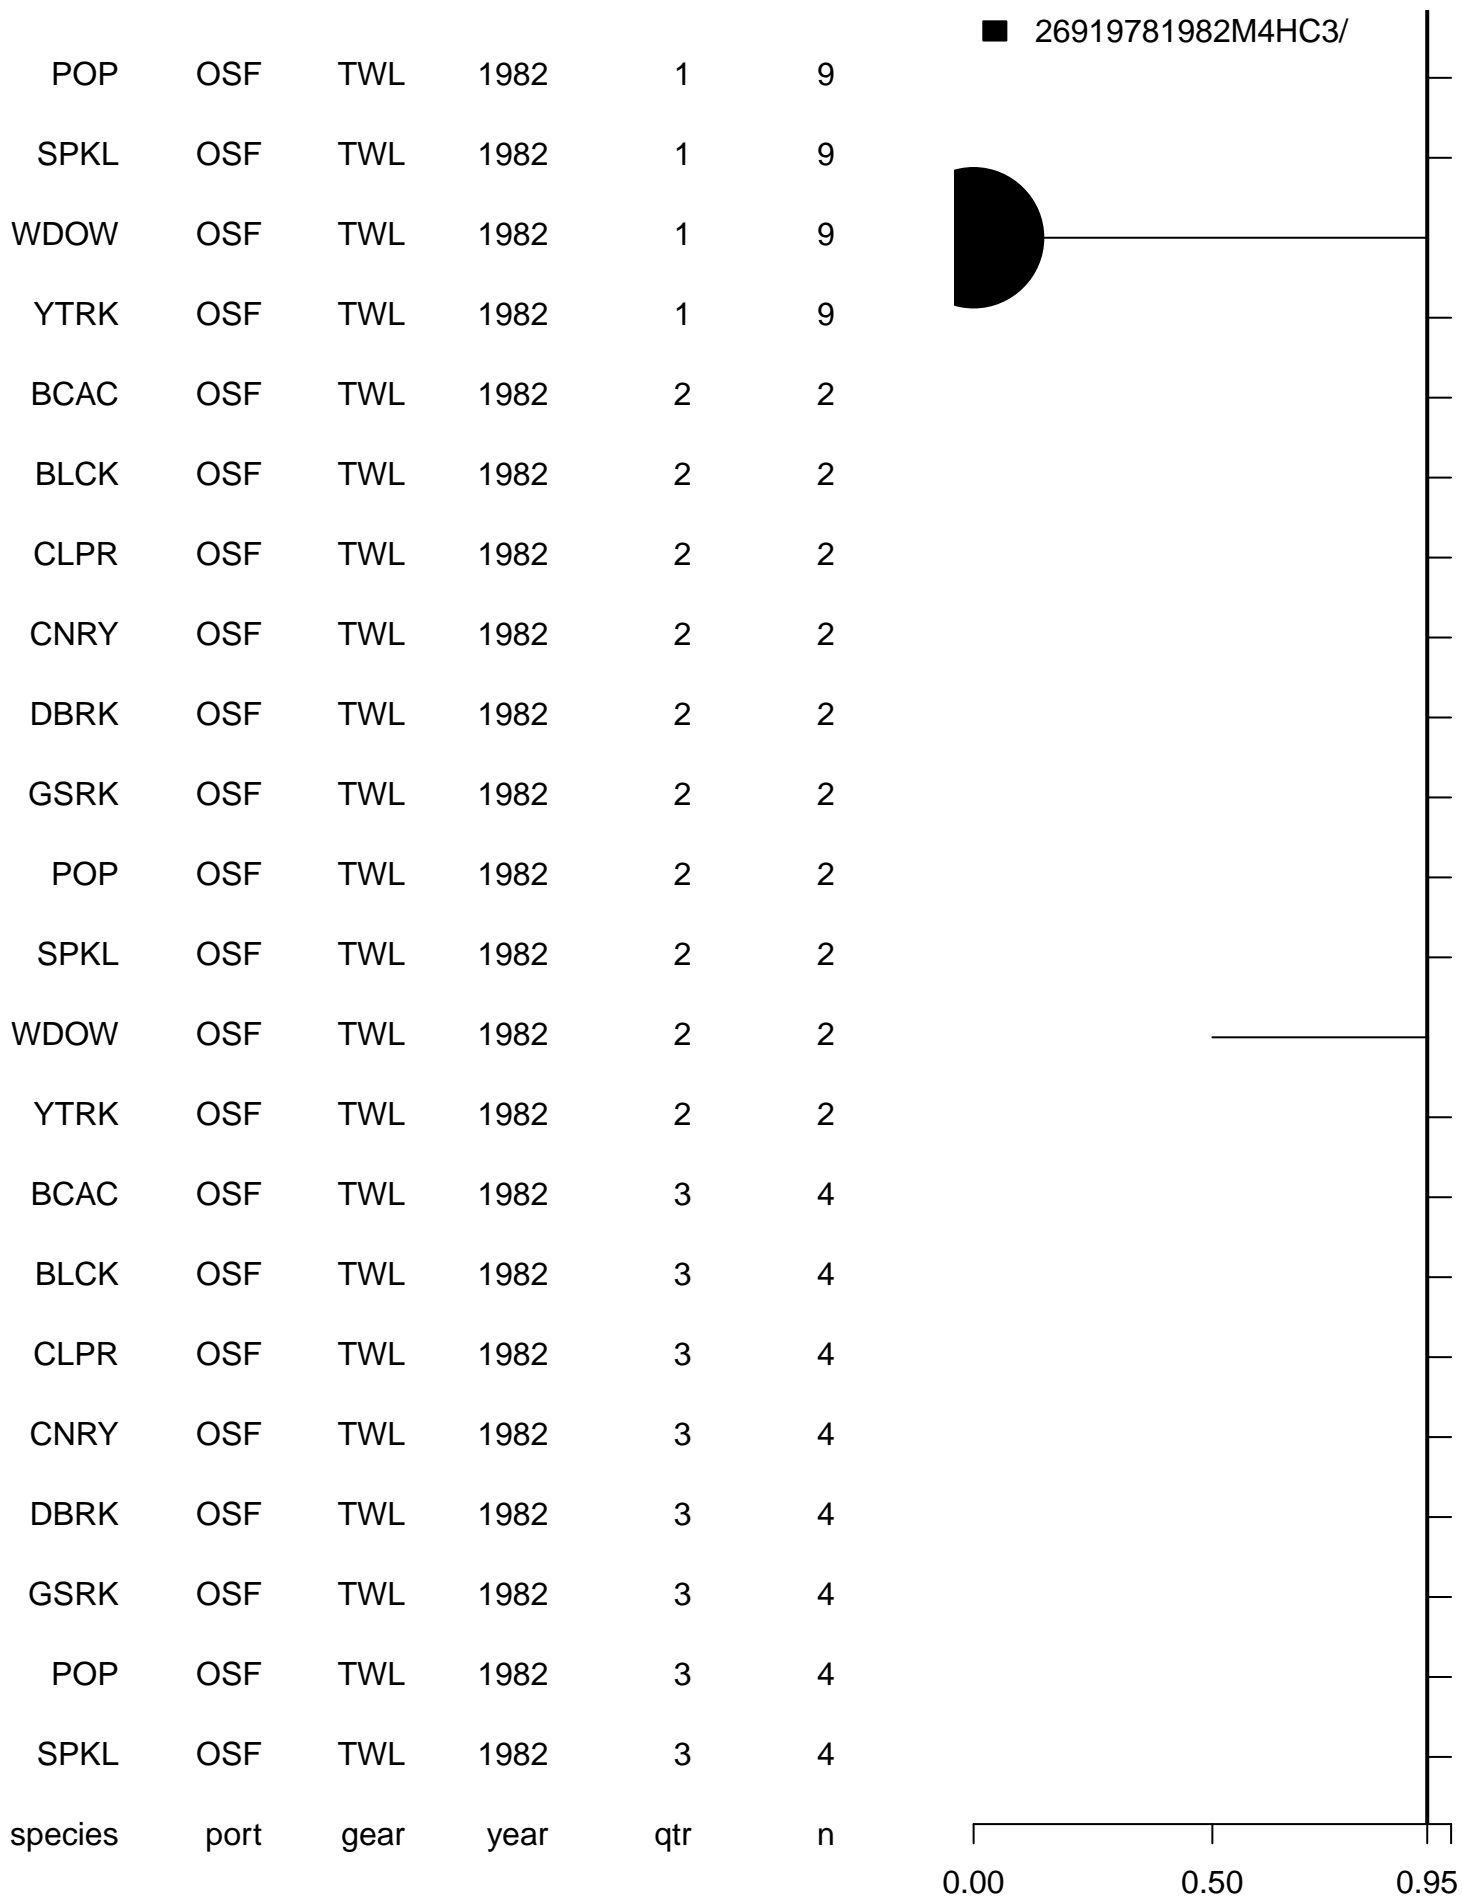 26919781982M4HC3/
POP OSF TWL 1982 1 9
SPKL OSF TWL 1982 1 9
WDOW OSF TWL 1982 1 9
YTRK OSF TWL 1982 1 9
BCAC OSF TWL 1982 2 2
BLCK OSF TWL 1982 2 2
CLPR OSF TWL 1982 2 2
CNRY OSF TWL 1982 2 2
DBRK OSF TWL 1982 2 2
GSRK OSF TWL 1982 2 2
POP OSF TWL 1982 2 2
SPKL OSF TWL 1982 2 2
WDOW OSF TWL 1982 2 2
YTRK OSF TWL 1982 2 2
BCAC OSF TWL 1982 3 4
BLCK OSF TWL 1982 3 4
CLPR OSF TWL 1982 3 4
CNRY OSF TWL 1982 3 4
DBRK OSF TWL 1982 3 4
GSRK OSF TWL 1982 3 4
POP OSF TWL 1982 3 4
SPKL OSF TWL 1982 3 4
species port gear year qtr n
0.00 0.50 0.95